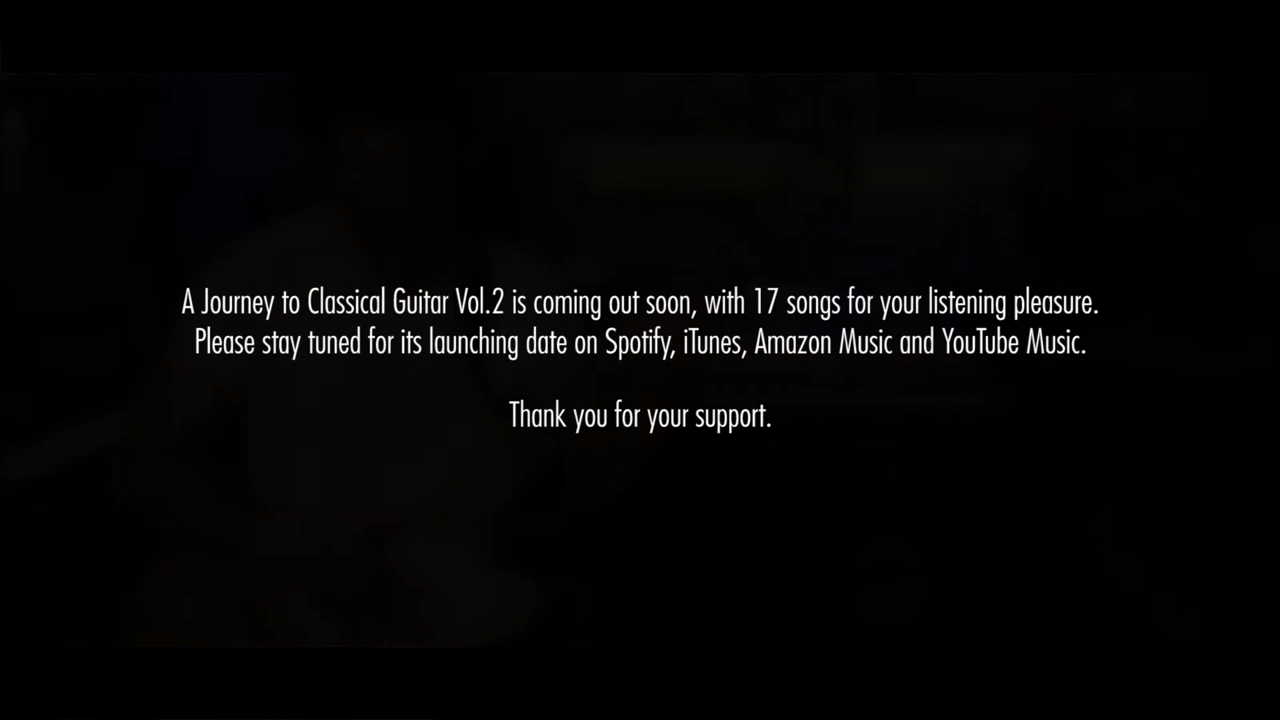 A Journey to Classical Guitar Vol.2 is coming out soon, with 17 songs for your listening pleasure.
Please stay tuned for its launching date on Spotify, iTunes, Amazon Music and YouTube Music.
Thank you for your support.